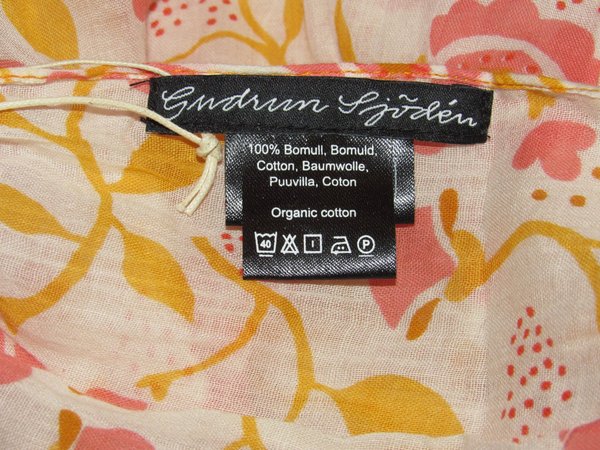 Gudrun Sjödén
100% Bomull, Bomuld,
Cotton, Baumwolle,
Puuvilla, Coton
Organic cotton
40 P